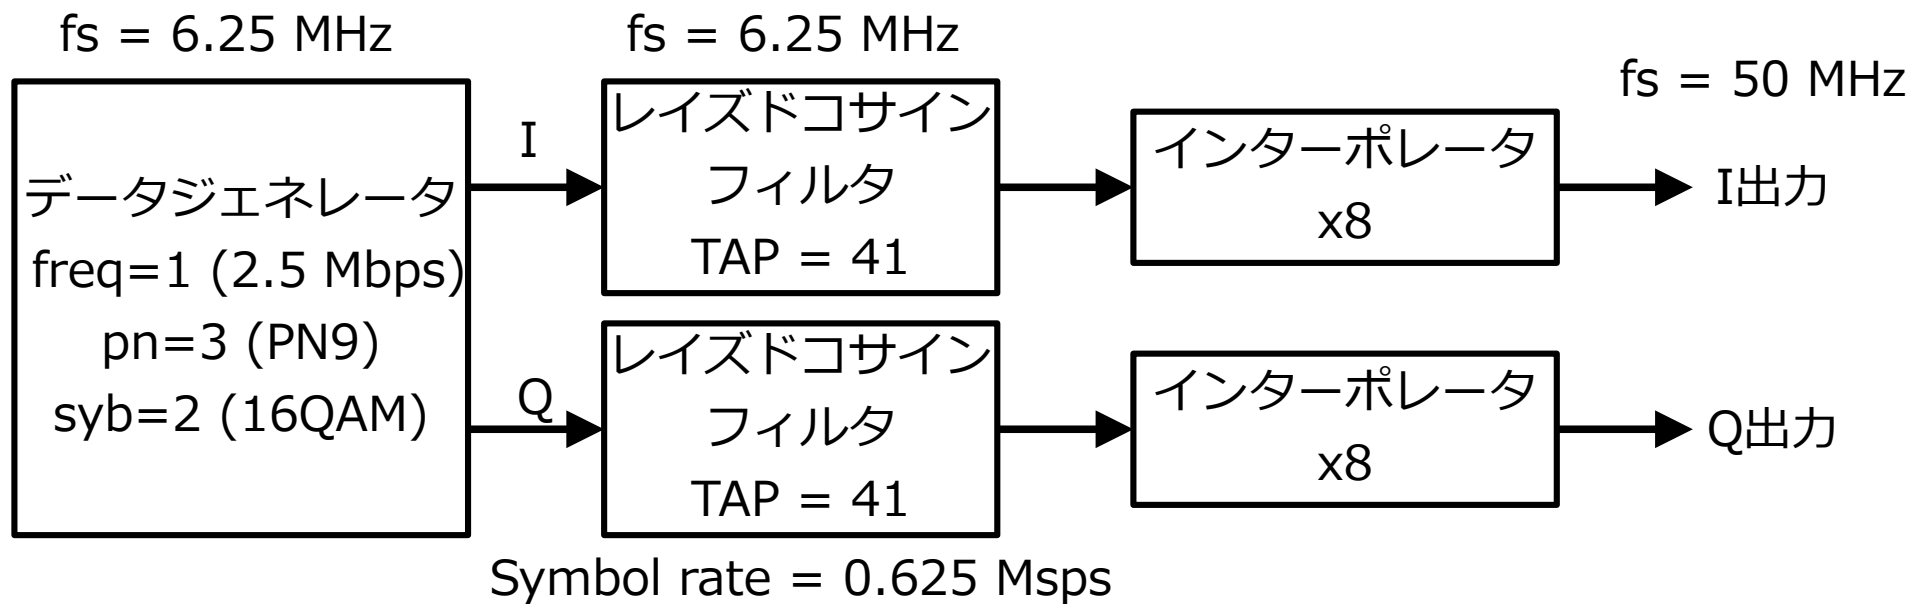 fs = 6.25 MHz
fs = 6.25 MHz
fs = 50 MHz
データジェネレータ
freq=1 (2.5 Mbps)
pn=3 (PN9)
syb=2 (16QAM)
I
レイズドコサイン
フィルタ
TAP = 41
インターポレータ
x8
I出力
Q
レイズドコサイン
フィルタ
TAP = 41
インターポレータ
x8
Q出力
Symbol rate = 0.625 Msps